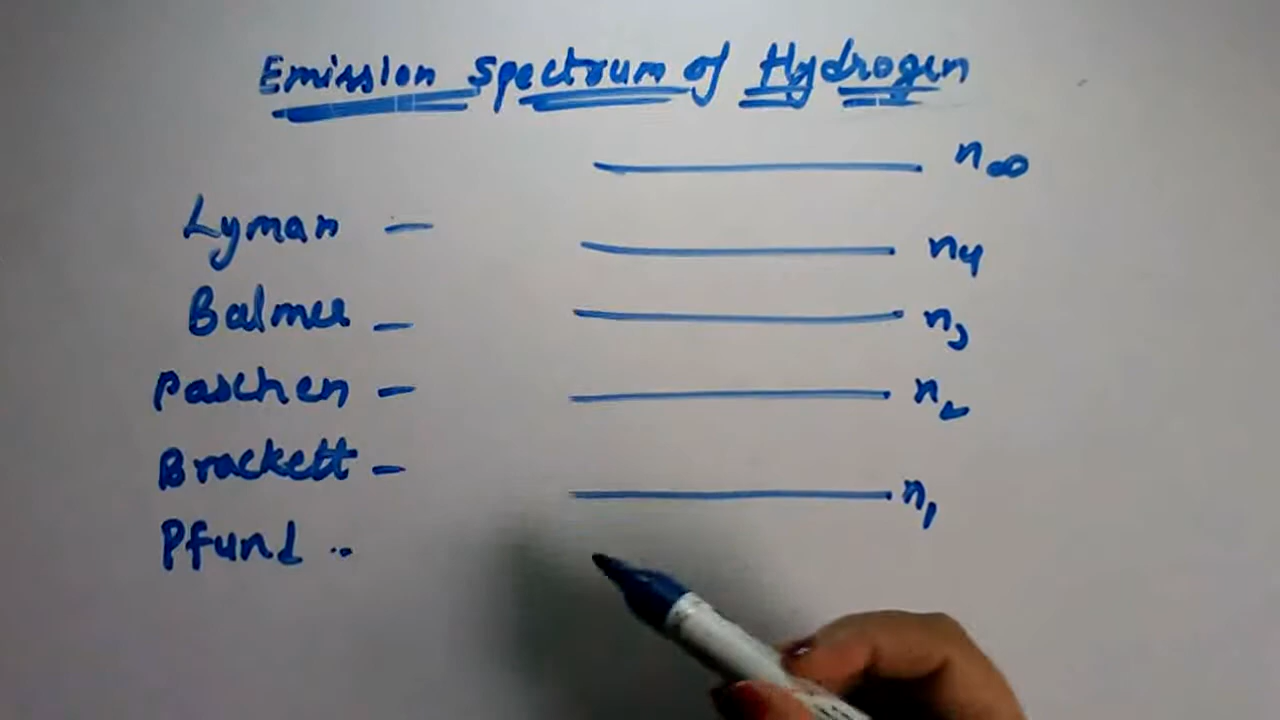 Emission Spectrum of Hydrogen
n∞
Lyman —
n4
Balmer —
n3
Paschen —
n2
Brackett —
n1
Pfund ..